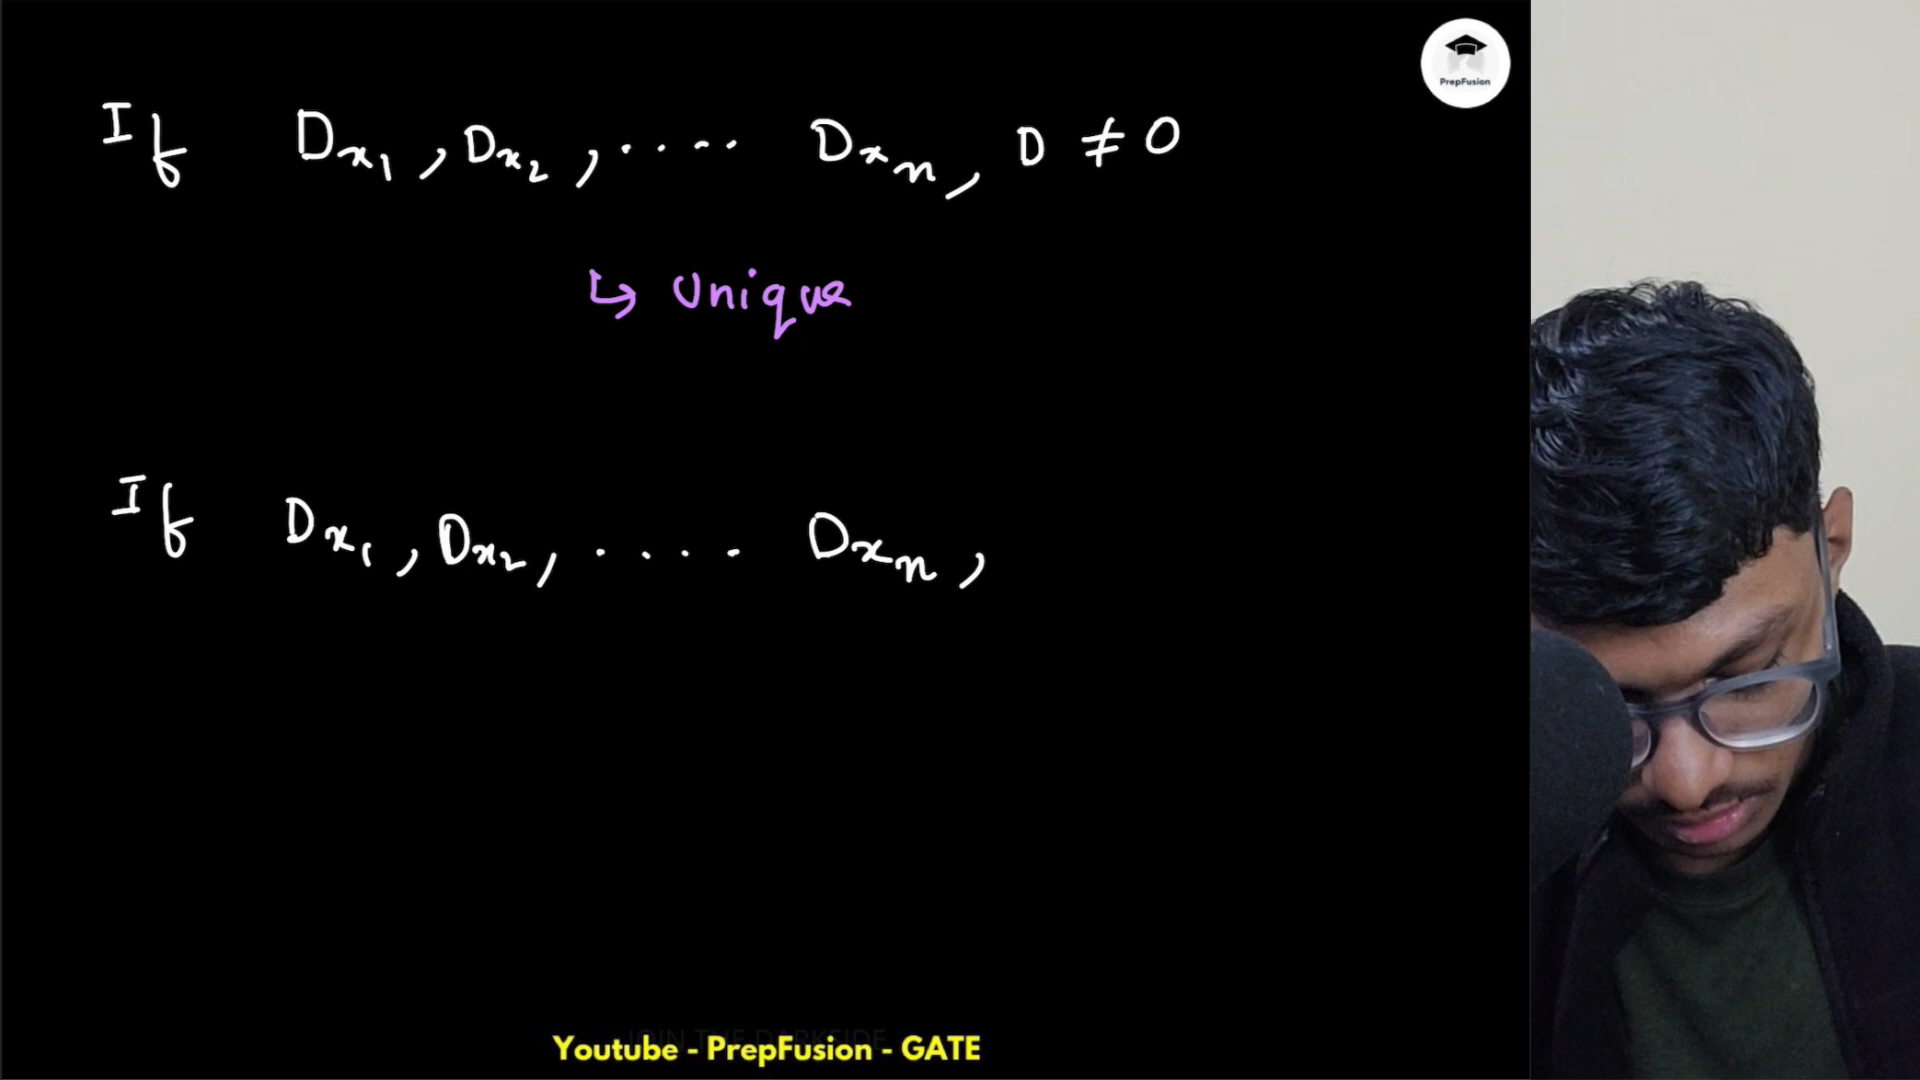 PrepFusion
If Dx₁, Dx₂, .... Dxₙ, D ≠ 0
↳ Unique
If Dx₁, Dx₂, .... Dxₙ,
Youtube - PrepFusion - GATE